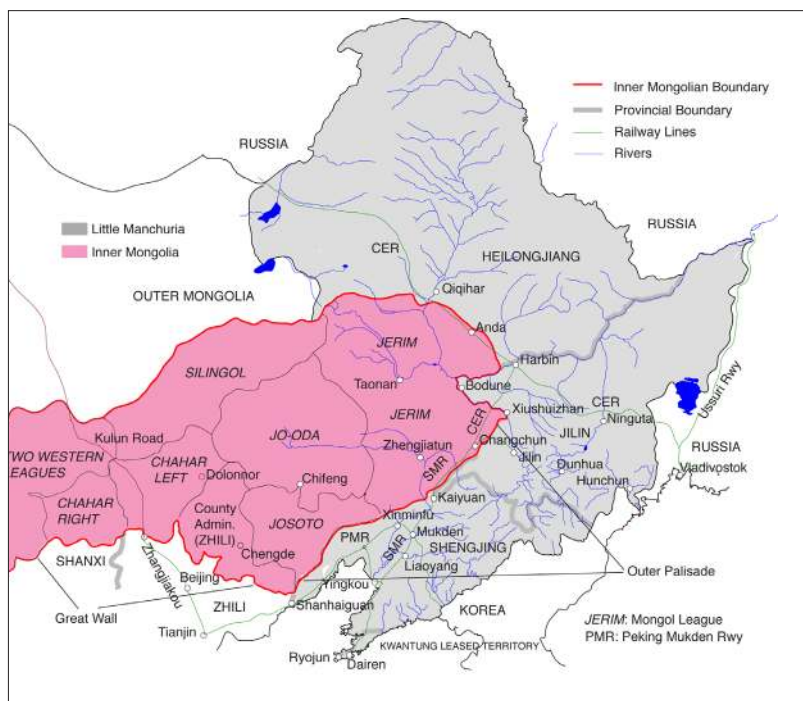 Inner Mongolian Boundary
Provincial Boundary
Railway Lines
Rivers
RUSSIA
RUSSIA
Little Manchuria
Inner Mongolia
CER
HEILONGJIANG
OUTER MONGOLIA
Qiqihar
Anda
JERIM
SILINGOL
Harbin
Taonan
Bodune
CER
Ussuri Rwy
JERIM
CER
Xiushuizhan
Ninguta
Kulun Road
JO-ODA
JILIN
TWO WESTERN
LEAGUES
Zhengjiatun
Changchun
RUSSIA
CHAHAR
LEFT
SMR
Jilin
Dunhua
Vladivostok
Dolonnor
Chifeng
Hunchun
CHAHAR
RIGHT
County
Admin.
(ZHILI)
JOSOTO
Kaiyuan
Xinmintu
PMR
Mukden
Chengde
SMR
SHENGJING
SHANXI
Zhangjiakou
Liaoyang
Outer Palisade
Beijing
Yingkou
Great Wall
ZHILI
Shanhaiguan
KOREA
JERIM: Mongol League
Tianjin
PMR: Peking Mukden Rwy
KWANTUNG LEASED TERRITORY
Ryojun
Dairen